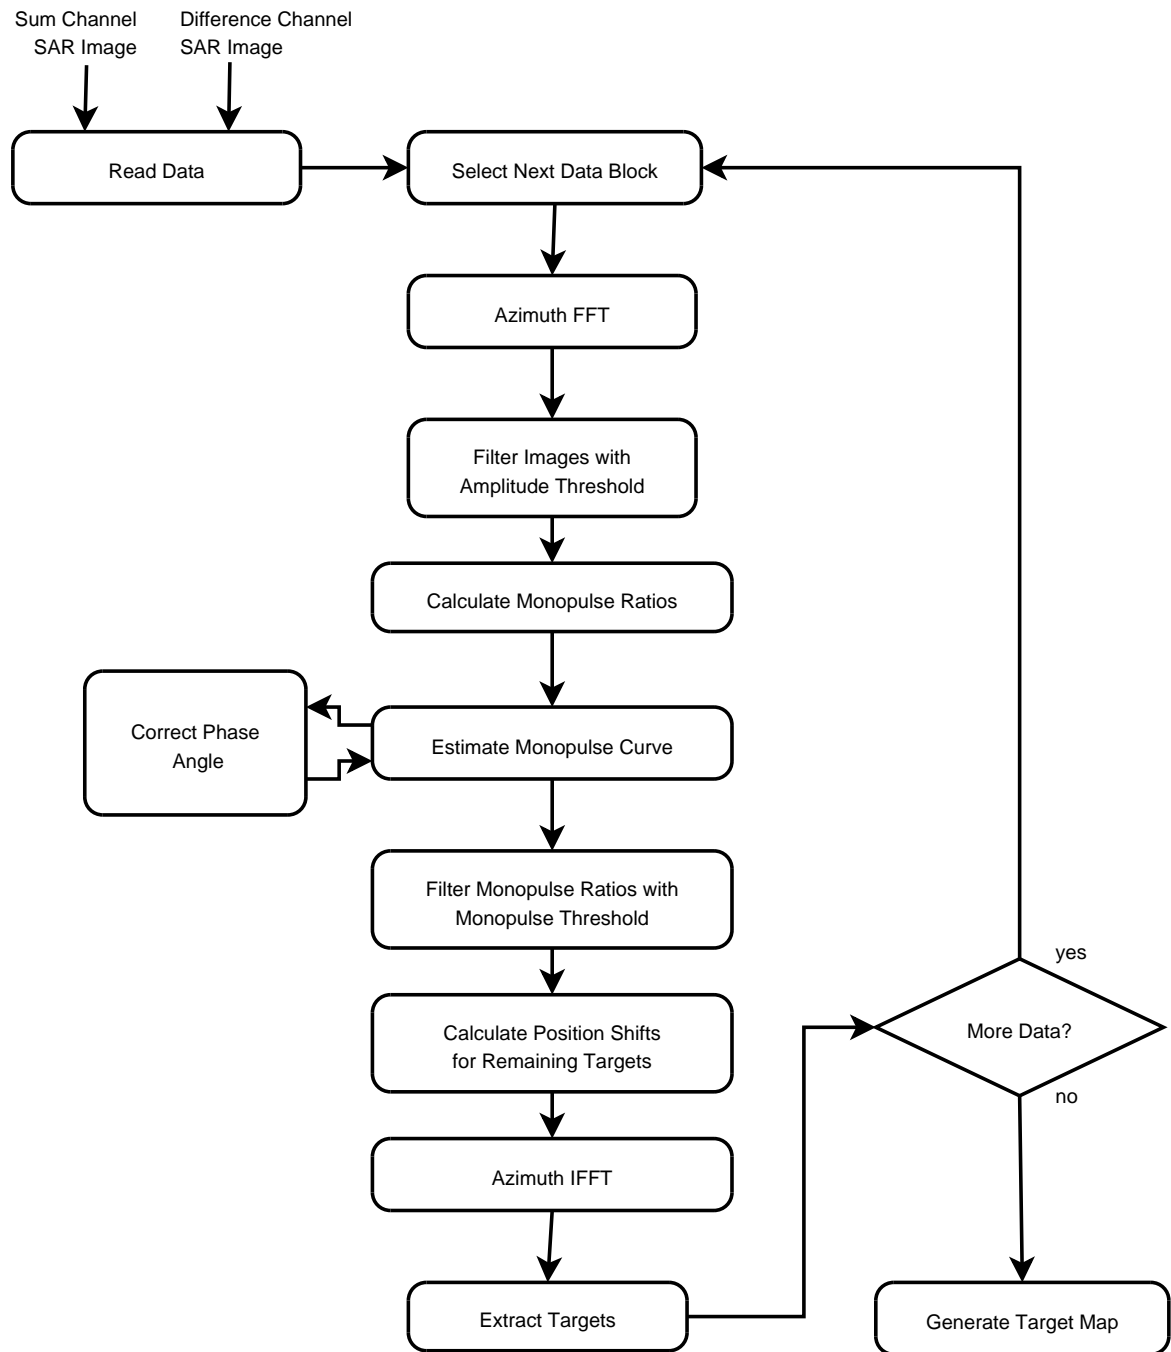 Sum Channel
SAR Image
Difference Channel
SAR Image
Read Data
Select Next Data Block
Azimuth FFT
Filter Images with
Amplitude Threshold
Calculate Monopulse Ratios
Correct Phase
Angle
Estimate Monopulse Curve
Filter Monopulse Ratios with
Monopulse Threshold
Calculate Position Shifts
for Remaining Targets
Azimuth IFFT
Extract Targets
yes
More Data?
no
Generate Target Map